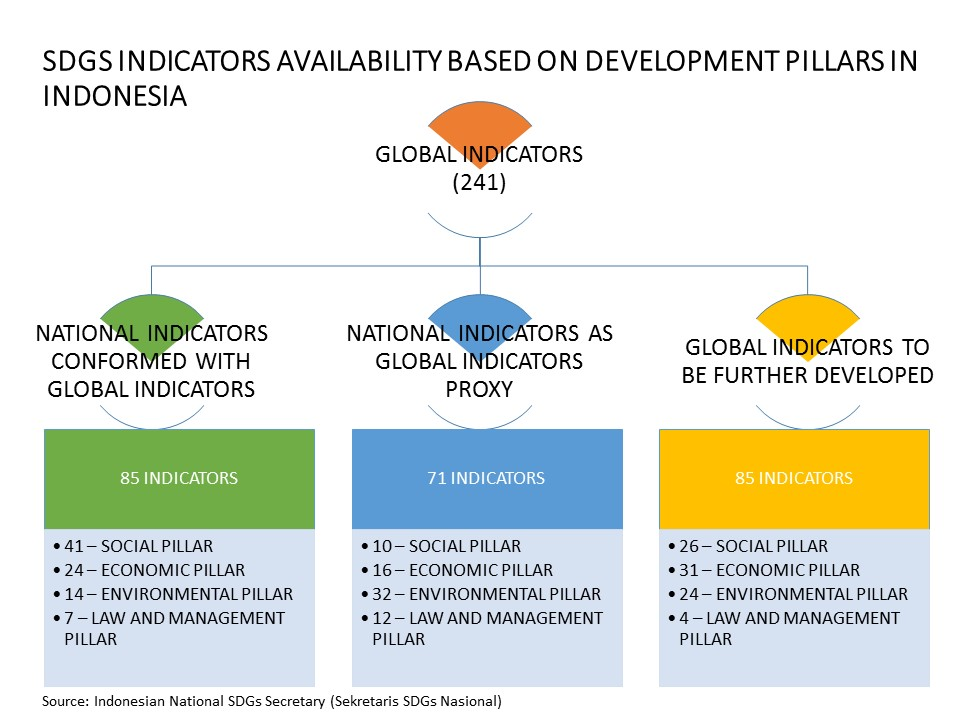 SDGS INDICATORS AVAILABILITY BASED ON DEVELOPMENT PILLARS IN
INDONESIA
GLOBAL INDICATORS
(241)
NATIONAL INDICATORS
CONFORMED WITH
GLOBAL INDICATORS
NATIONAL INDICATORS AS
GLOBAL INDICATORS
PROXY
GLOBAL INDICATORS TO
BE FURTHER DEVELOPED
85 INDICATORS
71 INDICATORS
85 INDICATORS
• 41 – SOCIAL PILLAR
• 24 – ECONOMIC PILLAR
• 14 – ENVIRONMENTAL PILLAR
• 7 – LAW AND MANAGEMENT
PILLAR
• 10 – SOCIAL PILLAR
• 16 – ECONOMIC PILLAR
• 32 – ENVIRONMENTAL PILLAR
• 12 – LAW AND MANAGEMENT
PILLAR
• 26 – SOCIAL PILLAR
• 31 – ECONOMIC PILLAR
• 24 – ENVIRONMENTAL PILLAR
• 4 – LAW AND MANAGEMENT
PILLAR
Source: Indonesian National SDGs Secretary (Sekretaris SDGs Nasional)